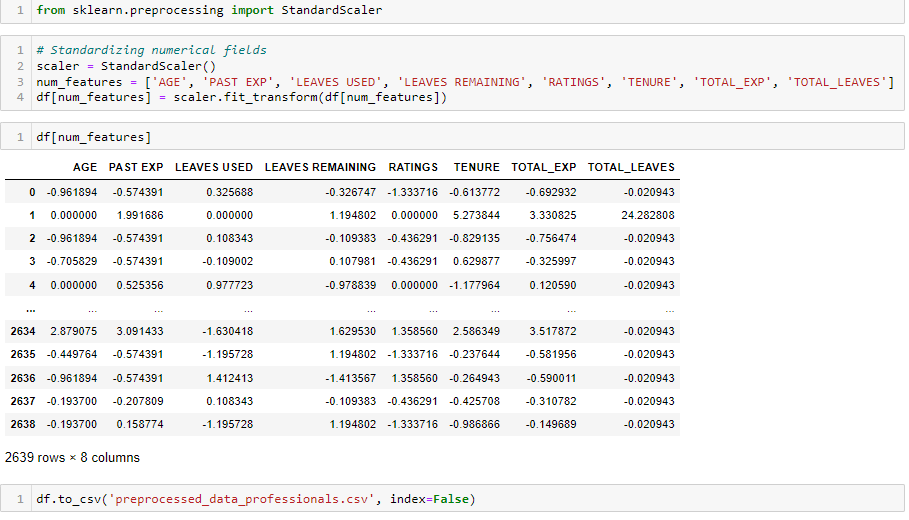 1 from sklearn.preprocessing import StandardScaler
1 # Standardizing numerical fields
2 scaler = StandardScaler()
3 num_features = ['AGE', 'PAST EXP', 'LEAVES USED', 'LEAVES REMAINING', 'RATINGS', 'TENURE', 'TOTAL_EXP', 'TOTAL_LEAVES']
4 df[num_features] = scaler.fit_transform(df[num_features])
1 df[num_features]
AGE PAST EXP LEAVES USED LEAVES REMAINING RATINGS TENURE TOTAL_EXP TOTAL_LEAVES
0 -0.961894 -0.574391 0.325688 -0.326747 -1.333716 -0.613772 -0.692932 -0.020943
1 0.000000 1.991686 0.000000 1.194802 0.000000 5.273844 3.330825 24.282808
2 -0.961894 -0.574391 0.108343 -0.109383 -0.436291 -0.829135 -0.756474 -0.020943
3 -0.705829 -0.574391 -0.109002 0.107981 -0.436291 0.629877 -0.325997 -0.020943
4 0.000000 0.525356 0.977723 -0.978839 0.000000 -1.177964 0.120590 -0.020943
... ... ... ... ... ... ... ... ...
2634 2.879075 3.091433 -1.630418 1.629530 1.358560 2.586349 3.517872 -0.020943
2635 -0.449764 -0.574391 -1.195728 1.194802 -1.333716 -0.237644 -0.581956 -0.020943
2636 -0.961894 -0.574391 1.412413 -1.413567 1.358560 -0.264943 -0.590011 -0.020943
2637 -0.193700 -0.207809 0.108343 -0.109383 -0.436291 -0.425708 -0.310782 -0.020943
2638 -0.193700 0.158774 -1.195728 1.194802 -1.333716 -0.986866 -0.149689 -0.020943
2639 rows × 8 columns
1 df.to_csv('preprocessed_data_professionals.csv', index=False)